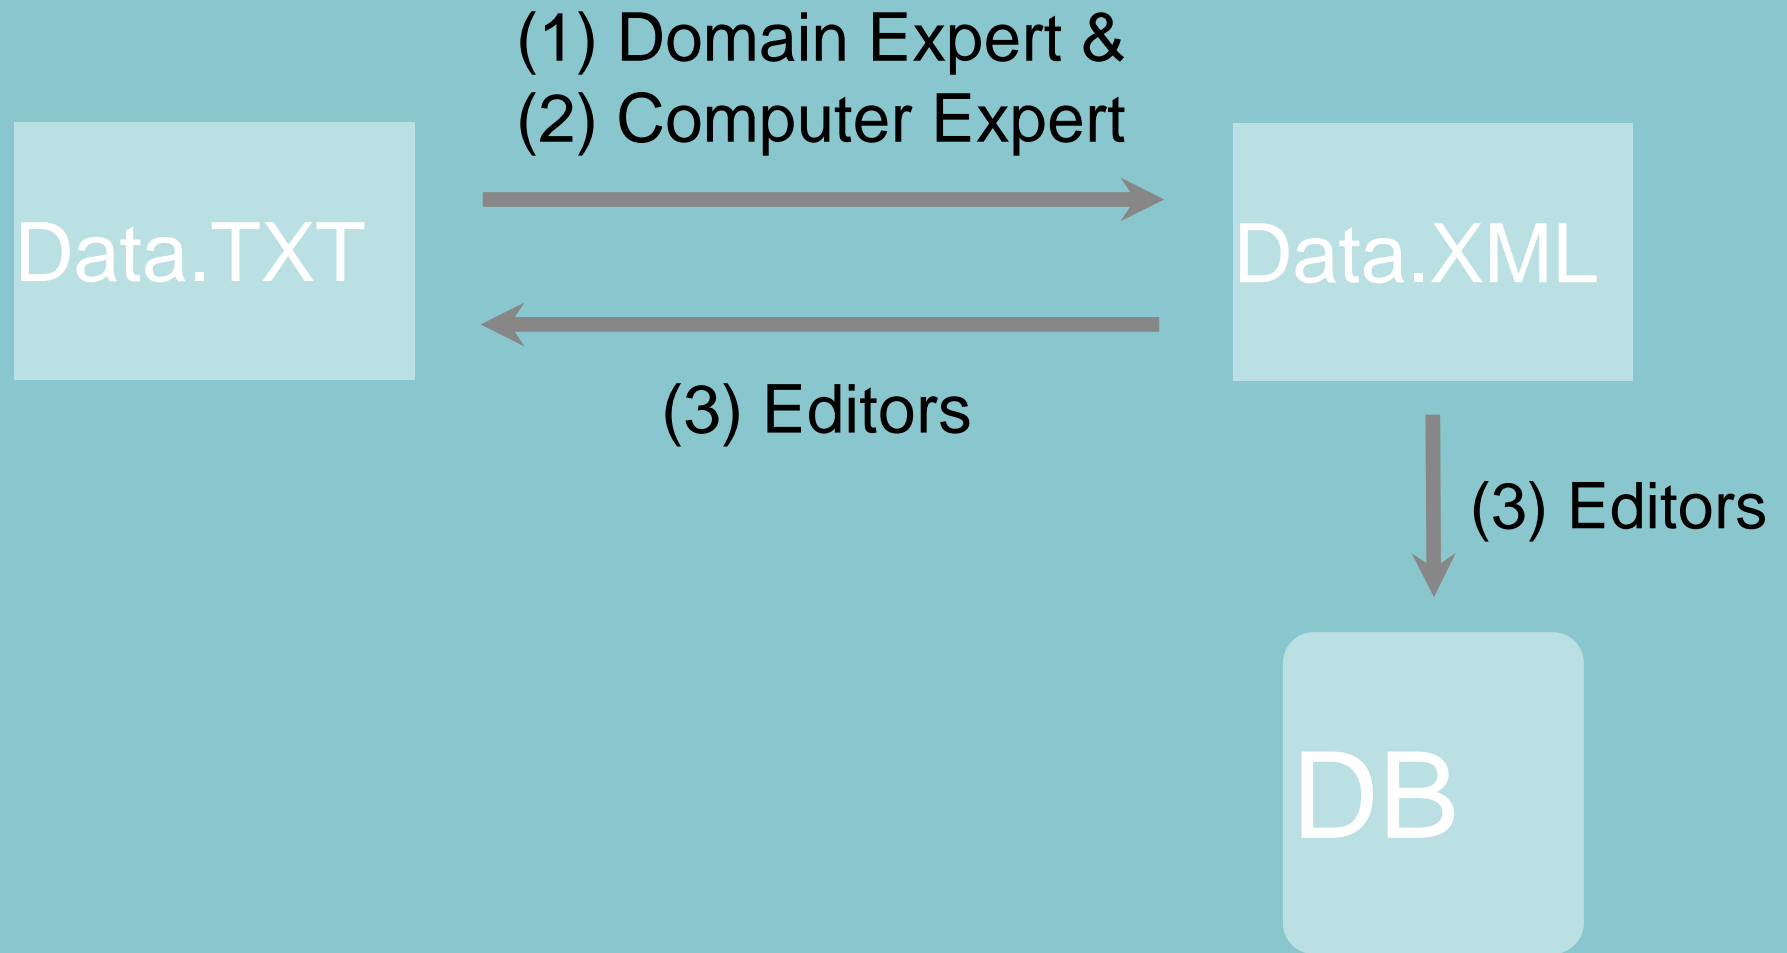 (1) Domain Expert &
(2) Computer Expert
Data.TXT
Data.XML
(3) Editors
(3) Editors
DB